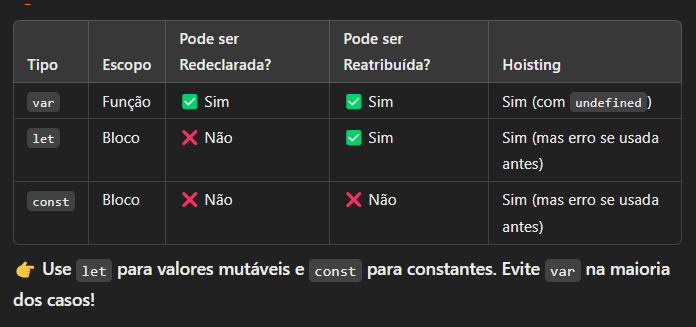 Tipo Escopo Pode ser Redeclarada? Pode ser Reatribuída? Hoisting
var Função ✅ Sim ✅ Sim Sim (com undefined)
let Bloco ❌ Não ✅ Sim Sim (mas erro se usada antes)
const Bloco ❌ Não ❌ Não Sim (mas erro se usada antes)
👉 Use let para valores mutáveis e const para constantes. Evite var na maioria
dos casos!